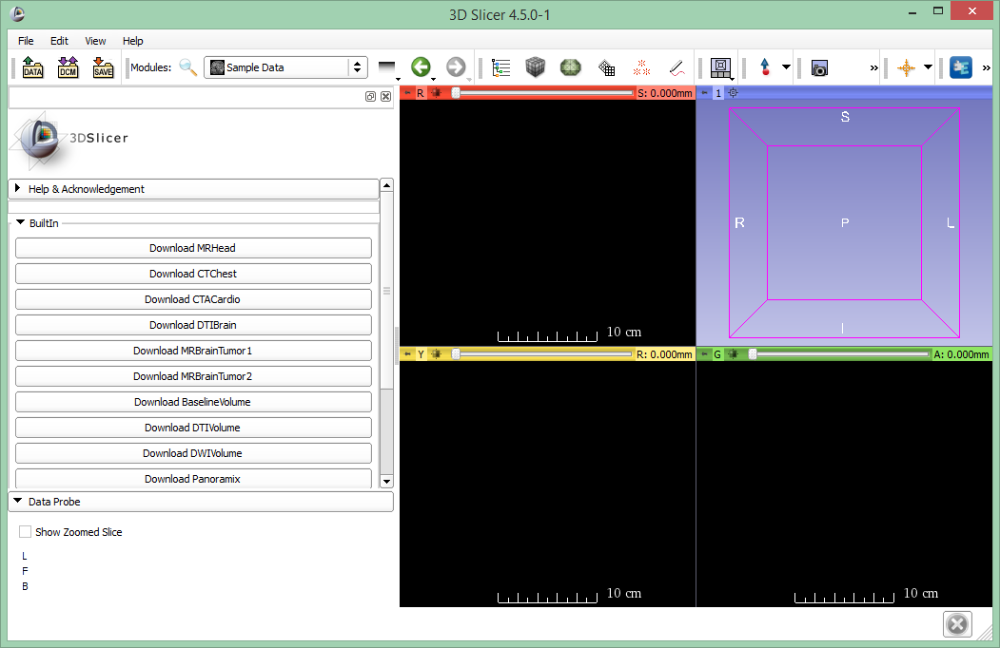 3D Slicer 4.5.0-1
File Edit View Help
DATA DCM SAVE Modules: Sample Data
R S: 0.000mm 1
3DSlicer
S
Help & Acknowledgement
BuiltIn
R P L
Download MRHead
Download CTChest
Download CTACardio
Download DTIBrain
I
10 cm
Download MRBrainTumor1
Y R: 0.000mm G A: 0.000mm
Download MRBrainTumor2
Download BaselineVolume
Download DTIVolume
Download DWIVolume
Download Panoramix
Data Probe
Show Zoomed Slice
L
F
B
10 cm 10 cm